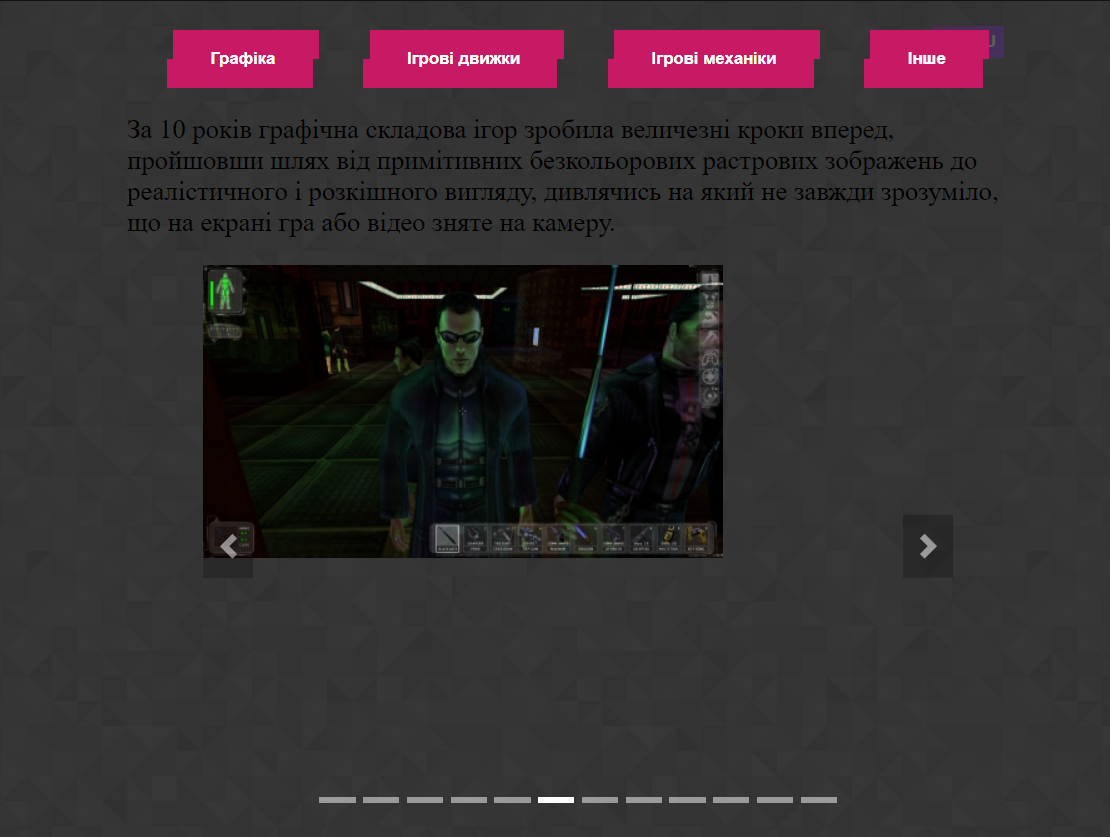 Графіка
Ігрові движки
Ігрові механіки
Інше
За 10 років графічна складова ігор зробила величезні кроки вперед,
пройшовши шлях від примітивних безкольорових растрових зображень до
реалістичного і розкішного вигляду, дивлячись на який не завжди зрозуміло,
що на екрані гра або відео зняте на камеру.